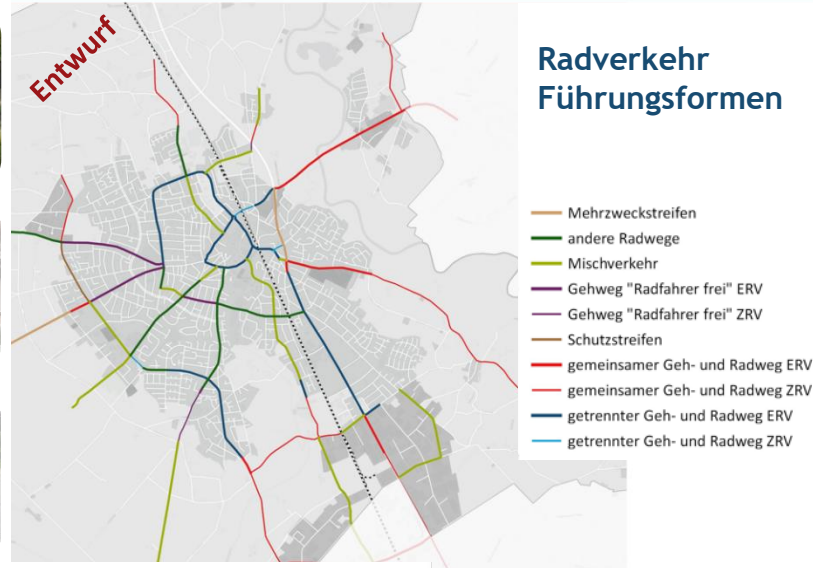 Entwurf
Radverkehr
Führungsformen
Mehrzweckstreifen
andere Radwege
Mischverkehr
Gehweg "Radfahrer frei" ERV
Gehweg "Radfahrer frei" ZRV
Schutzstreifen
gemeinsamer Geh- und Radweg ERV
gemeinsamer Geh- und Radweg ZRV
getrennter Geh- und Radweg ERV
getrennter Geh- und Radweg ZRV